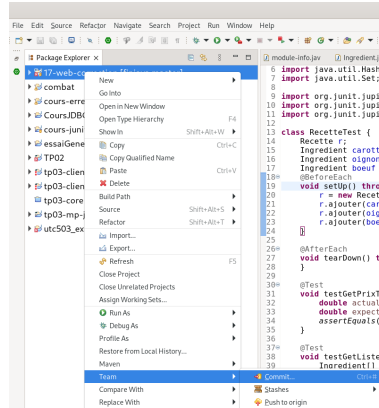 File Edit Source Refactor Navigate Search Project Run Window Help
Package Explorer
module-info.jav
Ingredient.j
17-web-co
combat
cours-erre
CoursJDBC
cours-juni
essaiGene
TP02
tp03-clien
tp03-clien
tp03-core
tp03-mp-j
utc503_ex
New
Go Into
Open in New Window
Open Type Hierarchy F4
Show In Shift+Alt+W
Copy Ctrl+C
Copy Qualified Name
Paste Ctrl+V
Delete
Build Path
Source Shift+Alt+S
Refactor Shift+Alt+T
Import...
Export...
Refresh F5
Close Project
Close Unrelated Projects
Assign Working Sets...
Run As
Debug As
Profile As
Restore from Local History...
Maven
Team
Compare With
Replace With
Commit... Ctrl+#
Stashes
Push to origin
6 import java.util.Hash
7 import java.util.Set;
8
9 import org.junit.jupi
10 import org.junit.jupi
11 import org.junit.jupi
12
13 class RecetteTest {
14 Recette r;
15 Ingredient carott
16 Ingredient oignon
17 Ingredient boeuf
18 @BeforeEach
19 void setUp() thro
20 r = new Recet
21 r.ajouter(car
22 r.ajouter(oig
23 r.ajouter(boe
24 }
25
26 @AfterEach
27 void tearDown() t
28 }
29
30 @Test
31 void testGetPrixT
32 double actual
33 double expect
34 assertEquals(
35 }
36
37 @Test
38 void testGetListe
39 Ingredient[]